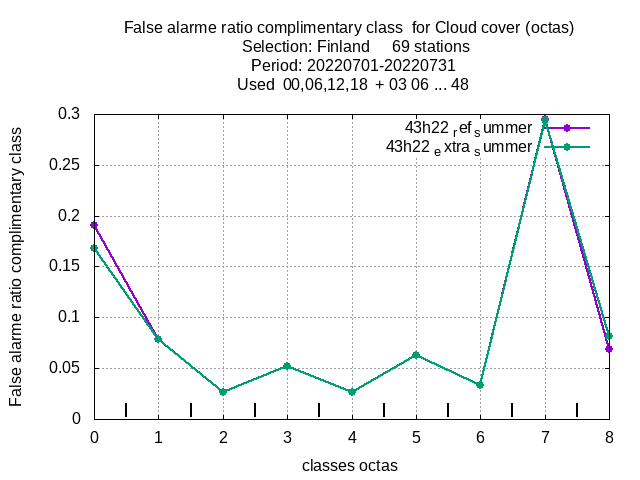 False alarme ratio complimentary class  for Cloud cover (octas)
Selection: Finland     69 stations
Period: 20220701-20220731
Used  00,06,12,18  + 03 06 ... 48
False alarme ratio complimentary class
0.3
0.25
0.2
0.15
0.1
0.05
0
43h22 ref summer
43h22 extra summer
0 1 2 3 4 5 6 7 8
classes octas